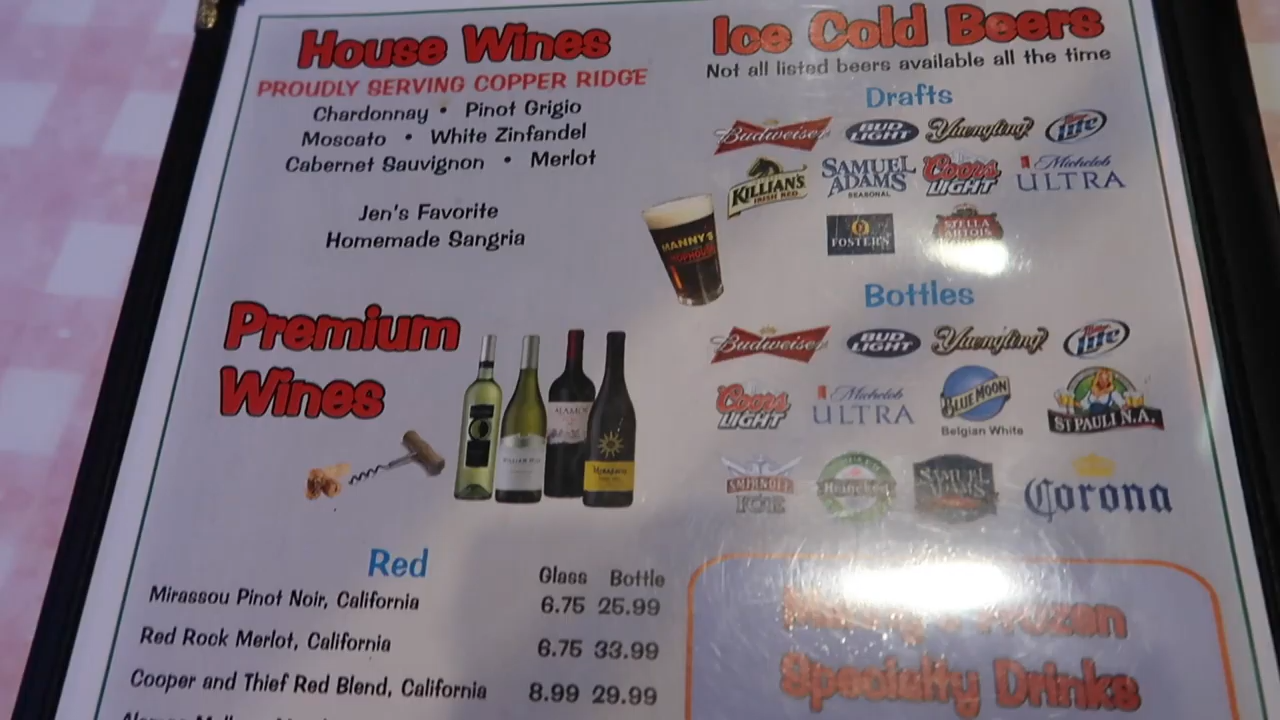 House Wines
PROUDLY SERVING COPPER RIDGE
Chardonnay • Pinot Grigio
Moscato • White Zinfandel
Cabernet Sauvignon • Merlot
Jen's Favorite
Homemade Sangria
Premium
Wines
Red
Glass Bottle
Mirassou Pinot Noir, California 6.75 25.99
Red Rock Merlot, California 6.75 33.99
Cooper and Thief Red Blend, California 8.99 29.99
Ice Cold Beers
Not all listed beers available all the time
Drafts
Budweiser BUD LIGHT Yuengling Lite
KILLIAN'S IRISH RED SAMUEL ADAMS SEASONAL Coors LIGHT Michelob ULTRA
FOSTER'S STELLA ARTOIS
MANNY'S
CHOPHOUSE
Bottles
Budweiser BUD LIGHT Yuengling Lite
Coors LIGHT Michelob ULTRA BLUE MOON Belgian White ST PAULI N.A.
SMIRNOFF ICE Heineken SAMUEL ADAMS Corona
Frozen
Specialty Drinks